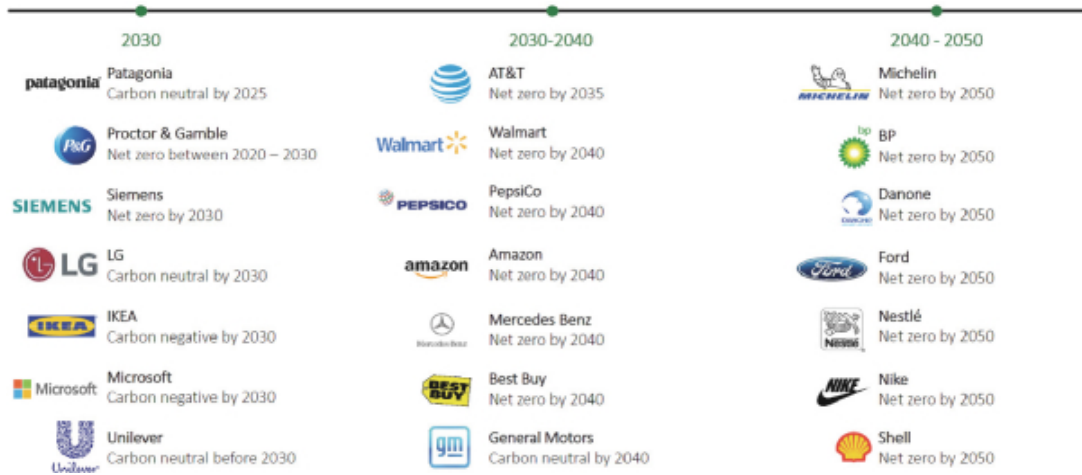 2030
patagonia
Patagonia
Carbon neutral by 2025
P&G
Proctor & Gamble
Net zero between 2020 – 2030
SIEMENS
Siemens
Net zero by 2030
LG
LG
Carbon neutral by 2030
IKEA
IKEA
Carbon negative by 2030
Microsoft
Microsoft
Carbon negative by 2030
Unilever
Unilever
Carbon neutral before 2030
2030-2040
AT&T
Net zero by 2035
Walmart
Walmart
Net zero by 2040
PEPSICO
PepsiCo
Net zero by 2040
amazon
Amazon
Net zero by 2040
Mercedes-Benz
Mercedes Benz
Net zero by 2040
BEST BUY
Best Buy
Net zero by 2040
gm
General Motors
Carbon neutral by 2040
2040 - 2050
MICHELIN
Michelin
Net zero by 2050
bp
BP
Net zero by 2050
DANONE
Danone
Net zero by 2050
Ford
Ford
Net zero by 2050
Nestlé
Nestlé
Net zero by 2050
NIKE
Nike
Net zero by 2050
Shell
Net zero by 2050